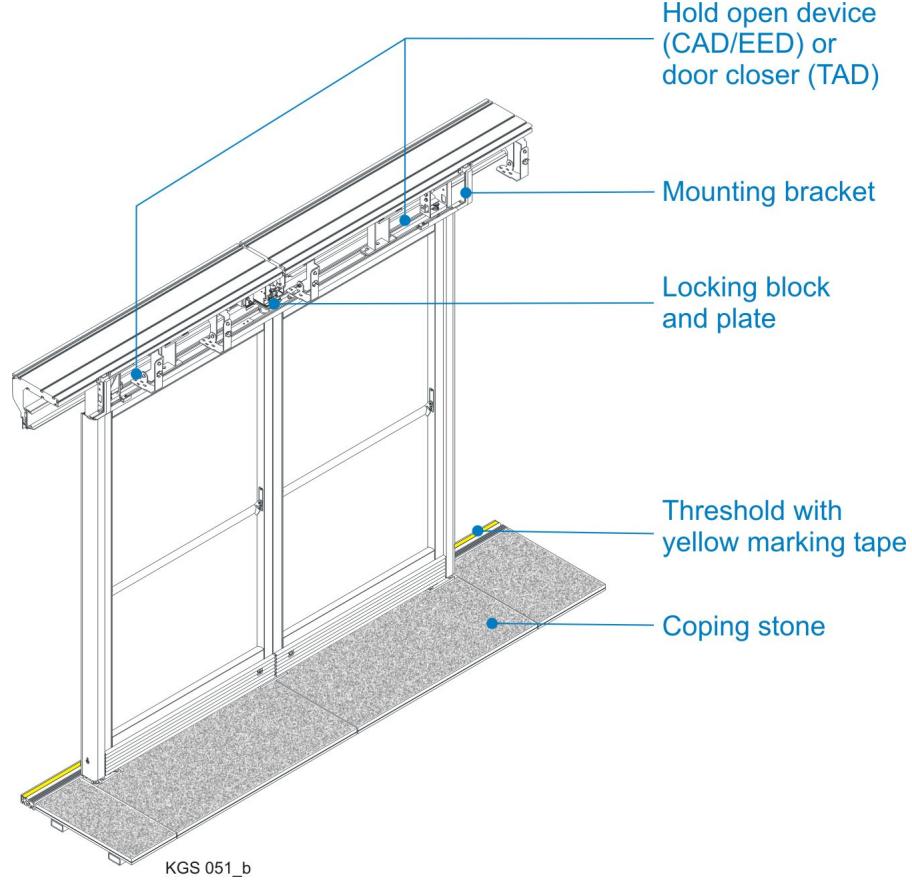 Hold open device
(CAD/EED) or
door closer (TAD)
Mounting bracket
Locking block
and plate
Threshold with
yellow marking tape
Coping stone
KGS 051_b